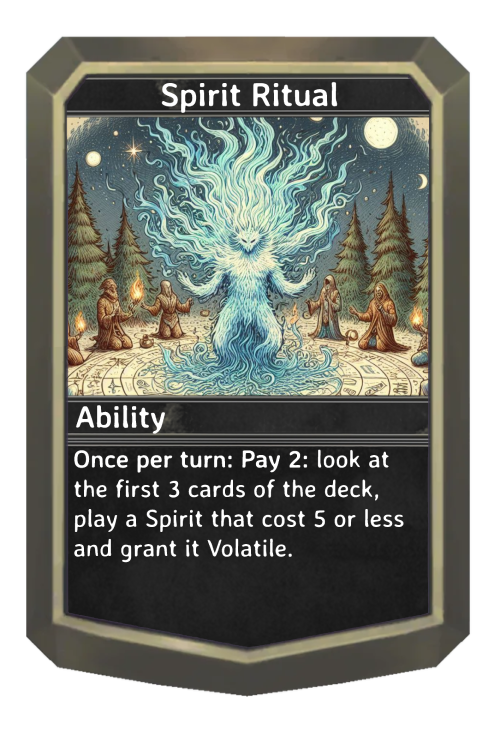 Spirit Ritual
Ability
Once per turn: Pay 2: look at
the first 3 cards of the deck,
play a Spirit that cost 5 or less
and grant it Volatile.